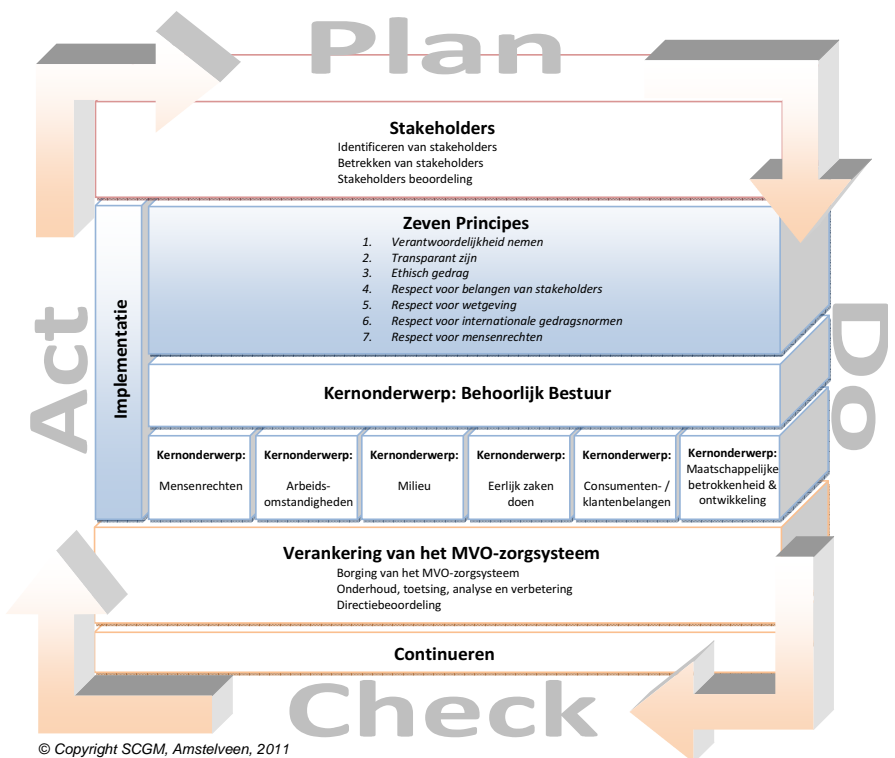 Plan
Stakeholders
Identificeren van stakeholders
Betrekken van stakeholders
Stakeholders beoordeling
Zeven Principes
1. Verantwoordelijkheid nemen
2. Transparant zijn
3. Ethisch gedrag
4. Respect voor belangen van stakeholders
5. Respect voor wetgeving
6. Respect voor internationale gedragsnormen
7. Respect voor mensenrechten
Act
Implementatie
Do
Kernonderwerp: Behoorlijk Bestuur
Kernonderwerp:
Mensenrechten
Kernonderwerp:
Arbeids-
omstandigheden
Kernonderwerp:
Milieu
Kernonderwerp:
Eerlijk zaken
doen
Kernonderwerp:
Consumenten- /
klantenbelangen
Kernonderwerp:
Maatschappelijke
betrokkenheid &
ontwikkeling
Verankering van het MVO-zorgsysteem
Borging van het MVO-zorgsysteem
Onderhoud, toetsing, analyse en verbetering
Directiebeoordeling
Continueren
Check
© Copyright SCGM, Amstelveen, 2011